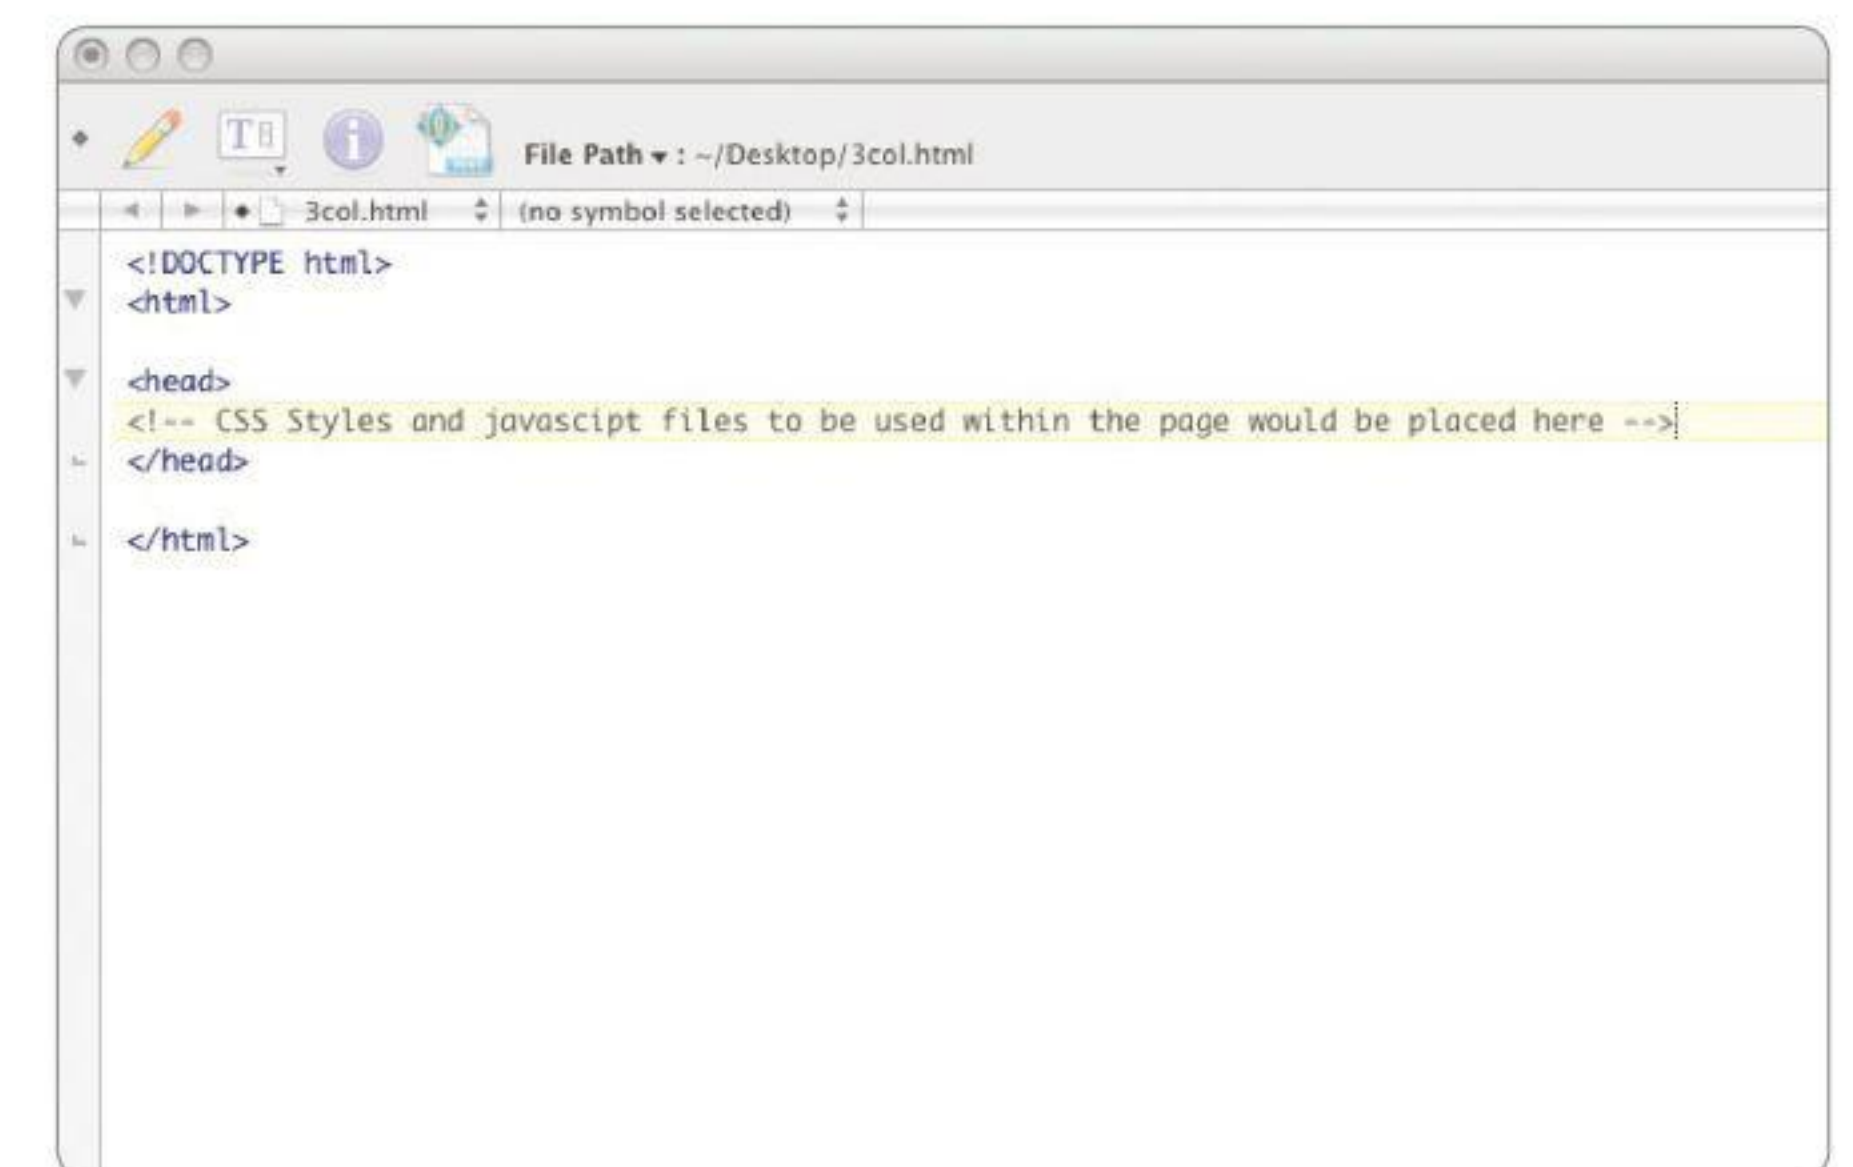 File Path ▾ : ~/Desktop/3col.html
3col.html (no symbol selected)
<!DOCTYPE html>
<html>
<head>
<!-- CSS Styles and javascipt files to be used within the page would be placed here -->
</head>
</html>